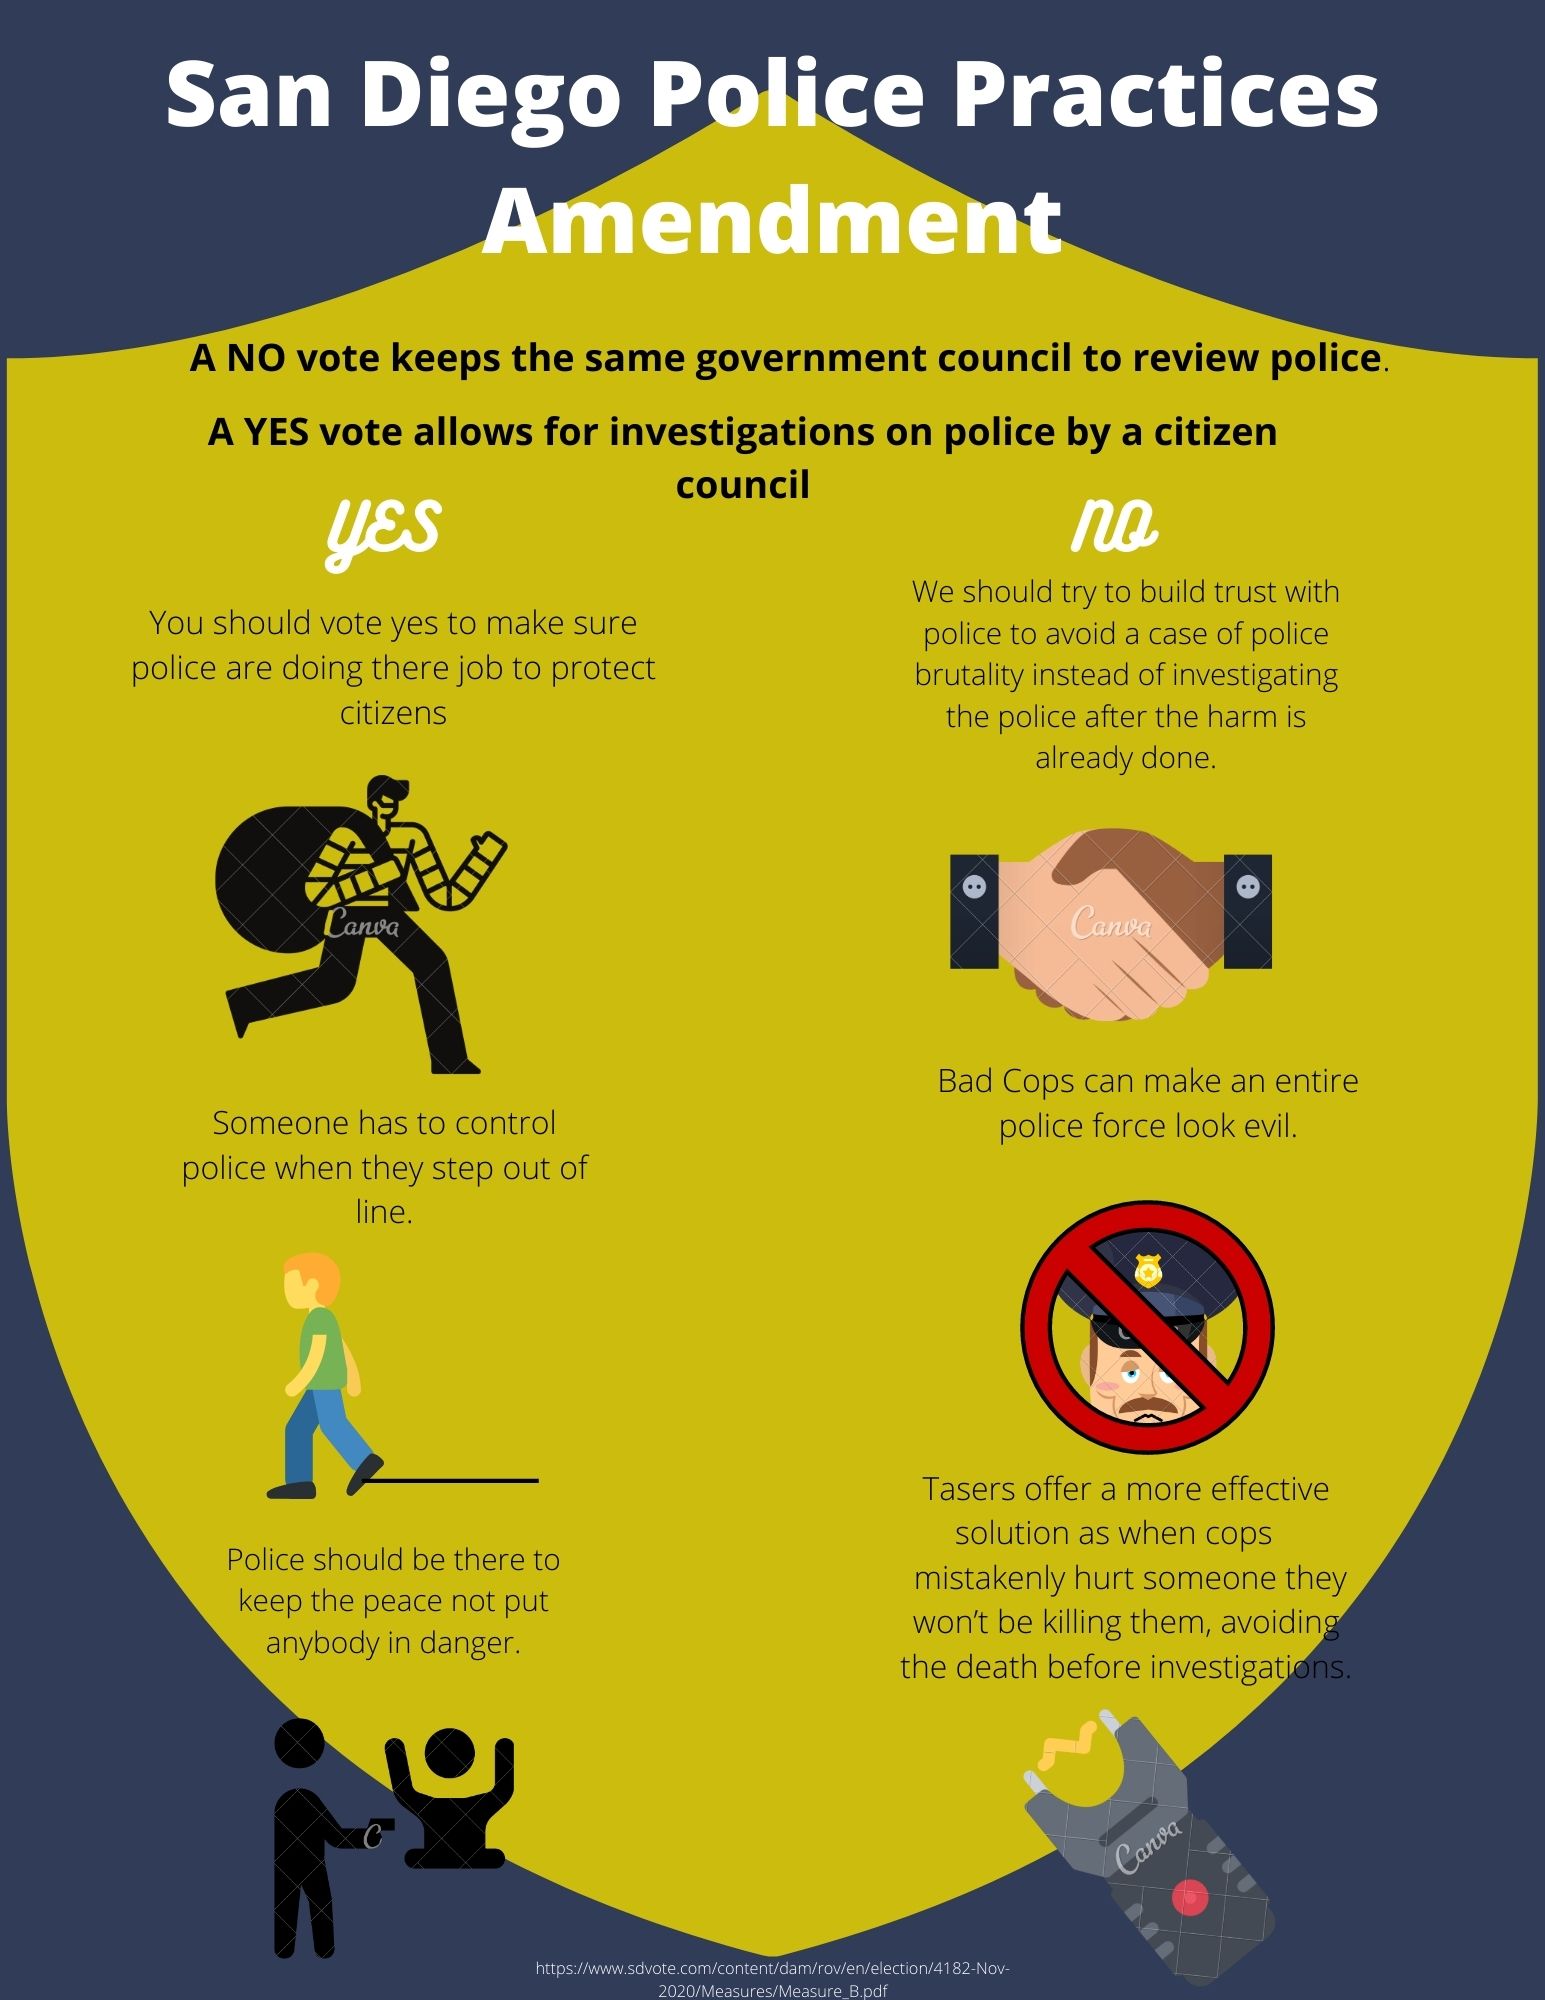 San Diego Police Practices
Amendment
A NO vote keeps the same government council to review police.
A YES vote allows for investigations on police by a citizen
council
YES
You should vote yes to make sure
police are doing there job to protect
citizens
Canva
Someone has to control
police when they step out of
line.
Police should be there to
keep the peace not put
anybody in danger.
C
NO
We should try to build trust with
police to avoid a case of police
brutality instead of investigating
the police after the harm is
already done.
Canva
Bad Cops can make an entire
police force look evil.
Tasers offer a more effective
solution as when cops
mistakenly hurt someone they
won’t be killing them, avoiding
the death before investigations.
Canva
https://www.sdvote.com/content/dam/rov/en/election/4182-Nov-
2020/Measures/Measure_B.pdf